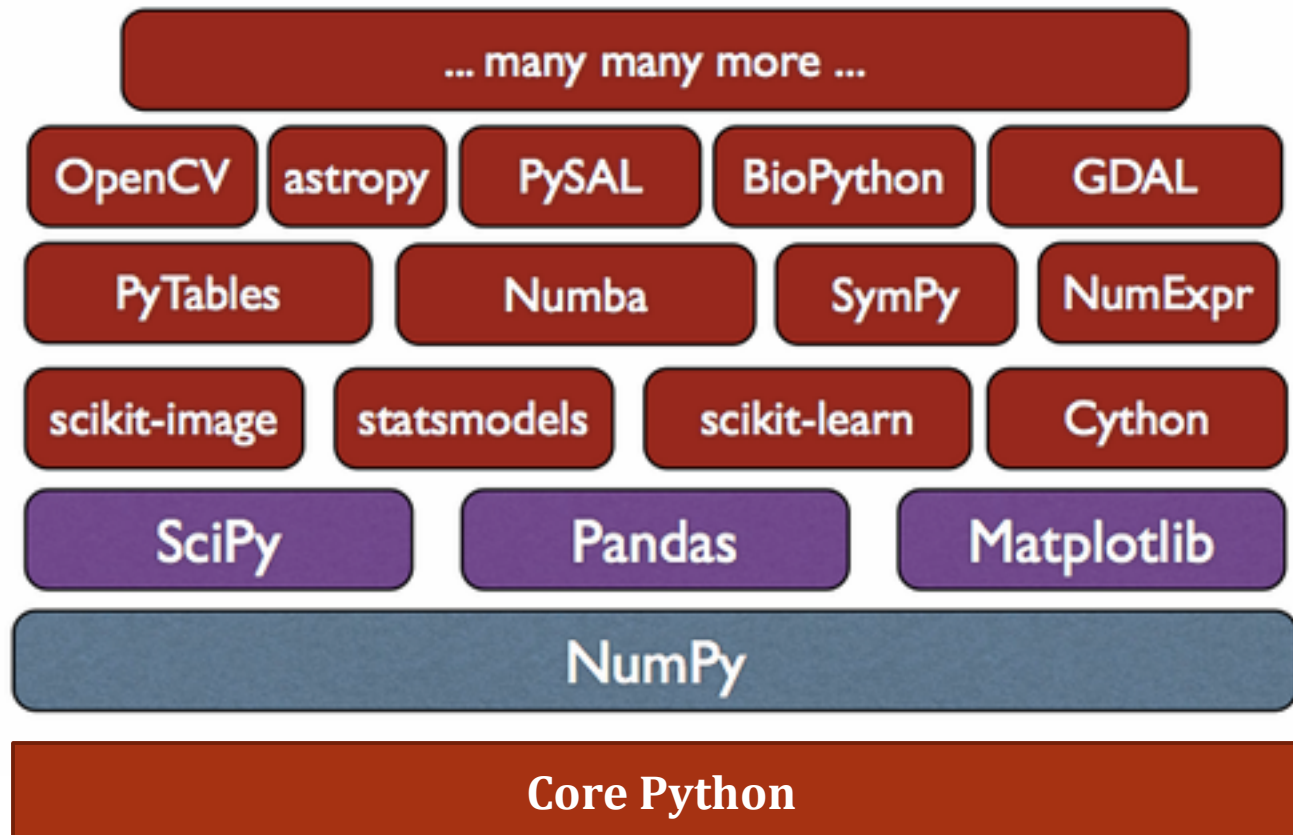 ... many many more ...
OpenCV astropy PySAL BioPython GDAL
PyTables Numba SymPy NumExpr
scikit-image statsmodels scikit-learn Cython
SciPy Pandas Matplotlib
NumPy
Core Python